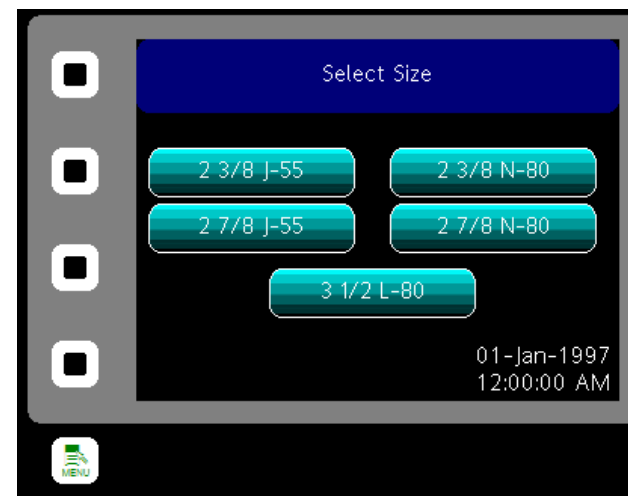 Select Size
2 3/8 J-55
2 3/8 N-80
2 7/8 J-55
2 7/8 N-80
3 1/2 L-80
01-Jan-1997
12:00:00 AM
MENU